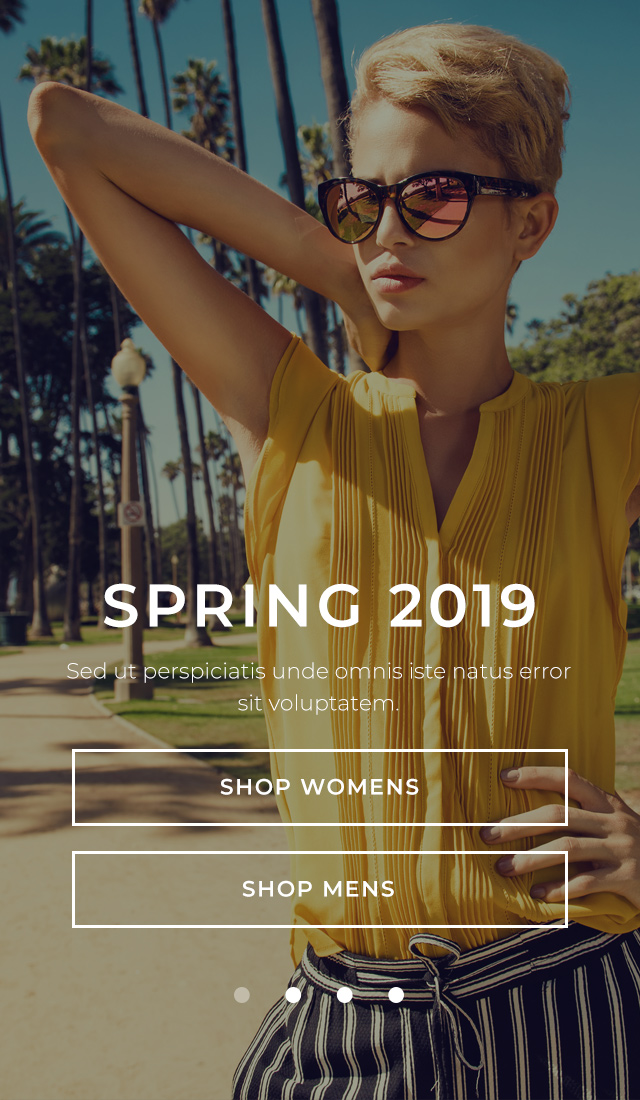 SPRING 2019
Sed ut perspiciatis unde omnis iste natus error
sit voluptatem.
SHOP WOMENS
SHOP MENS